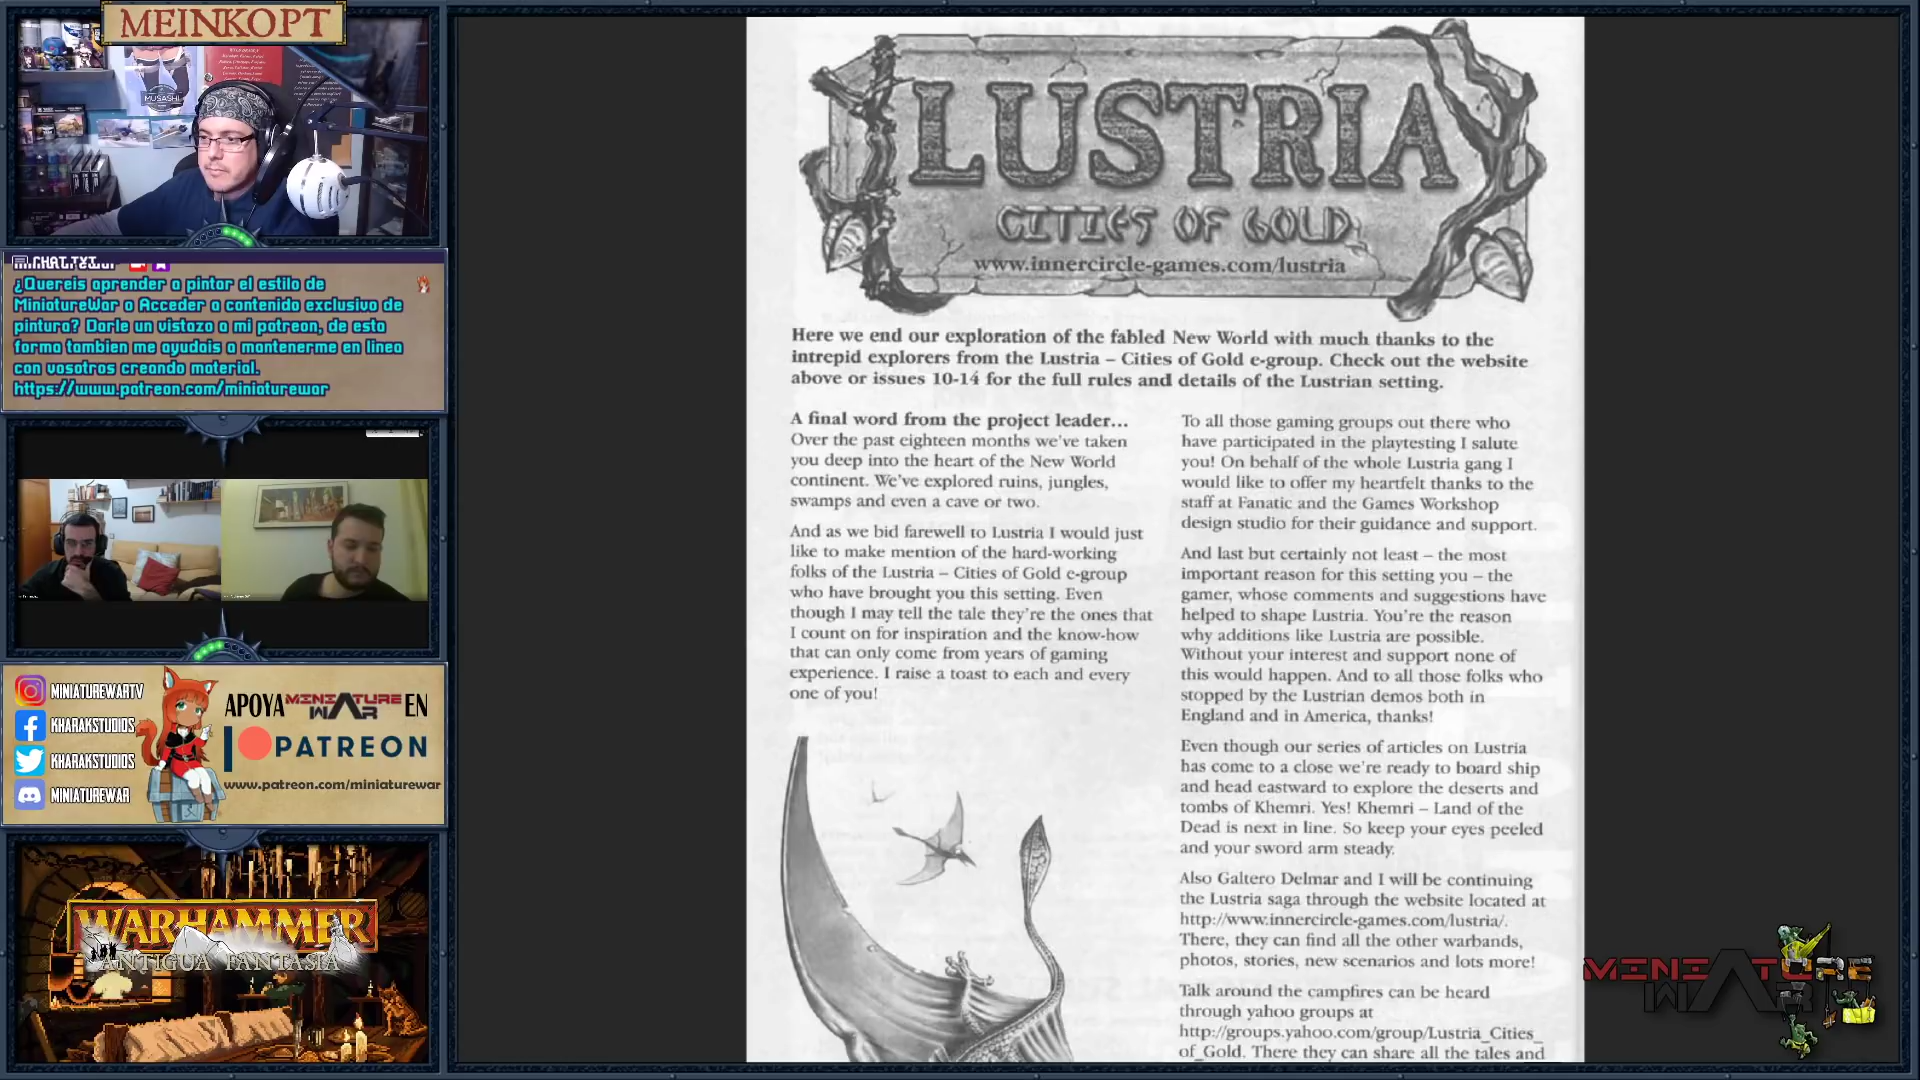 MEINKOPT
MUSASHI
CHAT.TXT
¿Quereis aprender a pintar el estilo de
MiniatureWar o Acceder a contenido exclusivo de
pintura? Darle un vistazo a mi patreon, de esta
forma tambien me ayudais a mantenerme en linea
con vosotros creando material.
https://www.patreon.com/miniaturewar
MINIATUREWARTV
KHARAKSTUDIOS
KHARAKSTUDIOS
MINIATUREWAR
APOYA MINIATURE WAR EN
PATREON
www.patreon.com/miniaturewar
WARHAMMER
ANTIGUA FANTASIA
LUSTRIA
CITIES OF GOLD
www.innercircle-games.com/lustria
Here we end our exploration of the fabled New World with much thanks to the
intrepid explorers from the Lustria – Cities of Gold e-group. Check out the website
above or issues 10-14 for the full rules and details of the Lustrian setting.
A final word from the project leader...
Over the past eighteen months we've taken
you deep into the heart of the New World
continent. We've explored ruins, jungles,
swamps and even a cave or two.
And as we bid farewell to Lustria I would just
like to make mention of the hard-working
folks of the Lustria – Cities of Gold e-group
who have brought you this setting. Even
though I may tell the tale they're the ones that
I count on for inspiration and the know-how
that can only come from years of gaming
experience. I raise a toast to each and every
one of you!
To all those gaming groups out there who
have participated in the playtesting I salute
you! On behalf of the whole Lustria gang I
would like to offer my heartfelt thanks to the
staff at Fanatic and the Games Workshop
design studio for their guidance and support.
And last but certainly not least – the most
important reason for this setting you – the
gamer, whose comments and suggestions have
helped to shape Lustria. You're the reason
why additions like Lustria are possible.
Without your interest and support none of
this would happen. And to all those folks who
stopped by the Lustrian demos both in
England and in America, thanks!
Even though our series of articles on Lustria
has come to a close we're ready to board ship
and head eastward to explore the deserts and
tombs of Khemri. Yes! Khemri – Land of the
Dead is next in line. So keep your eyes peeled
and your sword arm steady.
Also Galtero Delmar and I will be continuing
the Lustria saga through the website located at
http://www.innercircle-games.com/lustria/.
There, they can find all the other warbands,
photos, stories, new scenarios and lots more!
Talk around the campfires can be heard
through yahoo groups at
http://groups.yahoo.com/group/Lustria_Cities_
of_Gold. There they can share all the tales and
MINIATURE
WAR